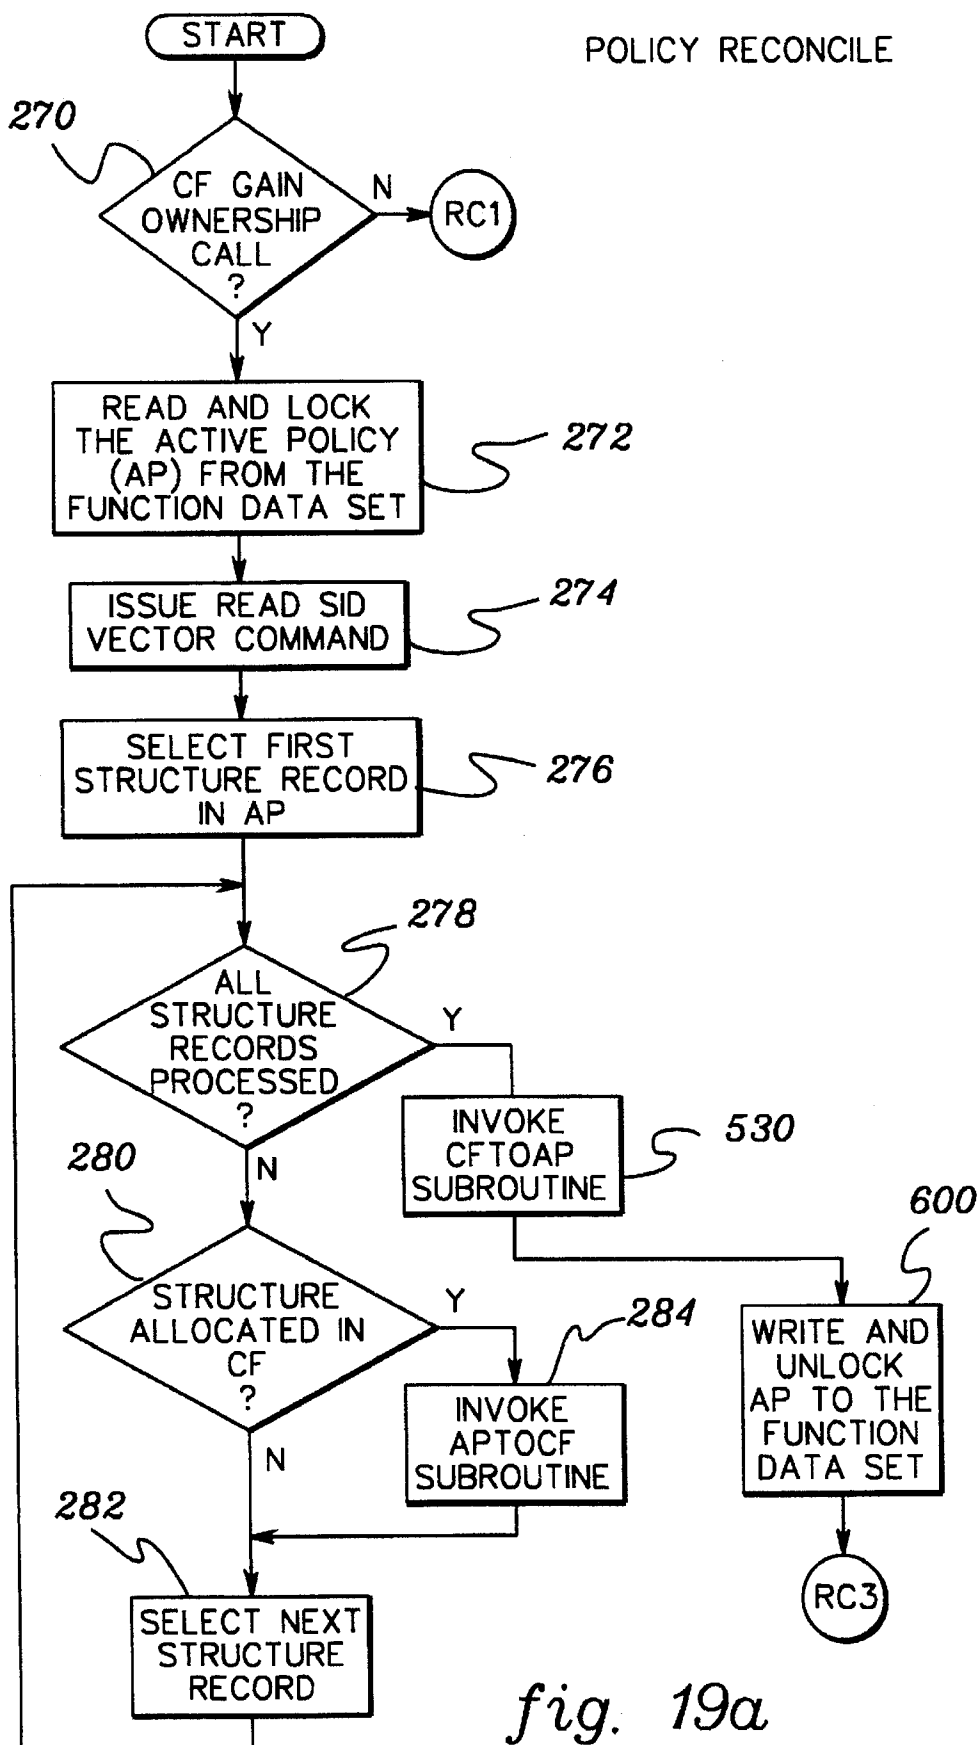 START
POLICY RECONCILE
270
CF GAIN
OWNERSHIP
CALL
?
N
RC1
Y
READ AND LOCK
THE ACTIVE POLICY
(AP) FROM THE
FUNCTION DATA SET
272
ISSUE READ SID
VECTOR COMMAND
274
SELECT FIRST
STRUCTURE RECORD
IN AP
276
278
ALL
STRUCTURE
RECORDS
PROCESSED
?
Y
N
INVOKE
CFTOAP
SUBROUTINE
530
280
600
STRUCTURE
ALLOCATED IN
CF
?
Y
N
284
INVOKE
APTOCF
SUBROUTINE
WRITE AND
UNLOCK
AP TO THE
FUNCTION
DATA SET
282
RC3
SELECT NEXT
STRUCTURE
RECORD
fig. 19a